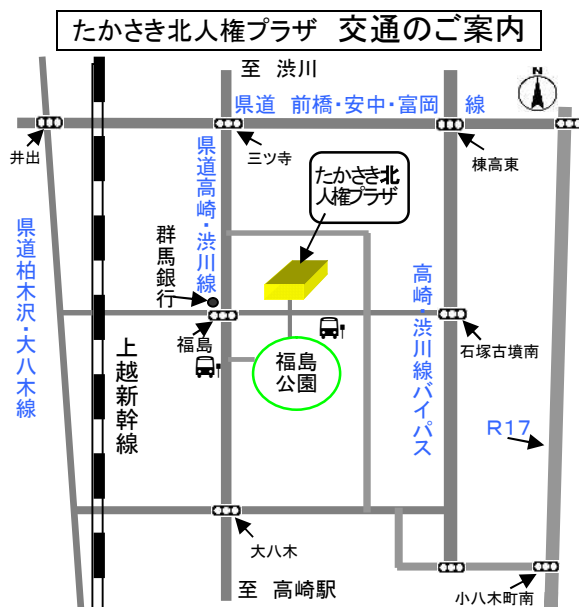 たかさき北人権プラザ 交通のご案内
至 渋川
N
県道 前橋・安中・富岡 線
井出
三ツ寺
棟高東
県道高崎・渋川線
たかさき北
人権プラザ
県道柏木沢・大八木線
群馬銀行
高崎・渋川線バイパス
福島
石塚古墳南
上越新幹線
福島
公園
R17
大八木
至 高崎駅
小八木町南